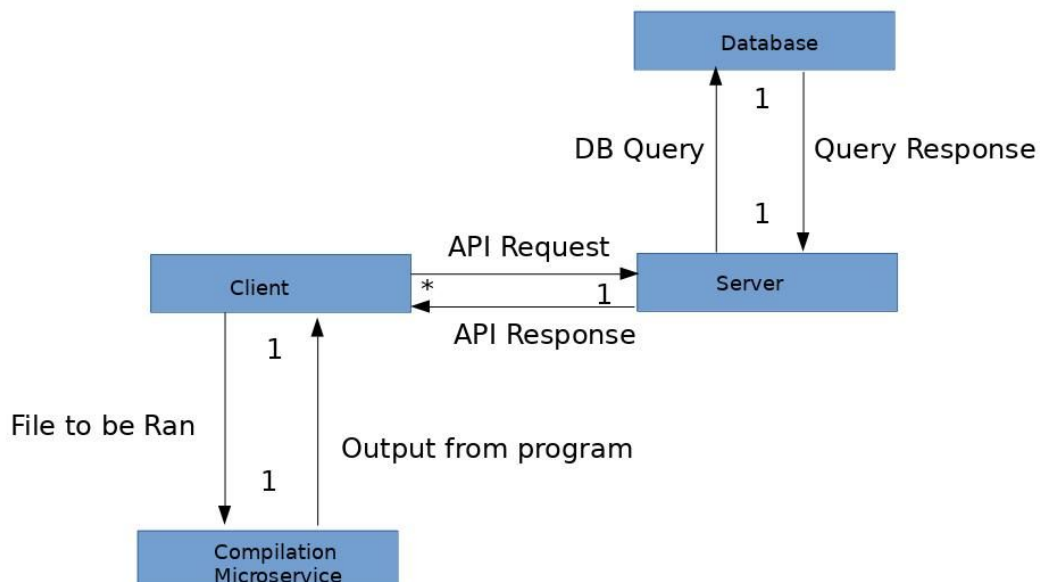 Database
1
DB Query
Query Response
1
API Request
Client
*
1
Server
API Response
1
File to be Ran
Output from program
1
Compilation
Microservice